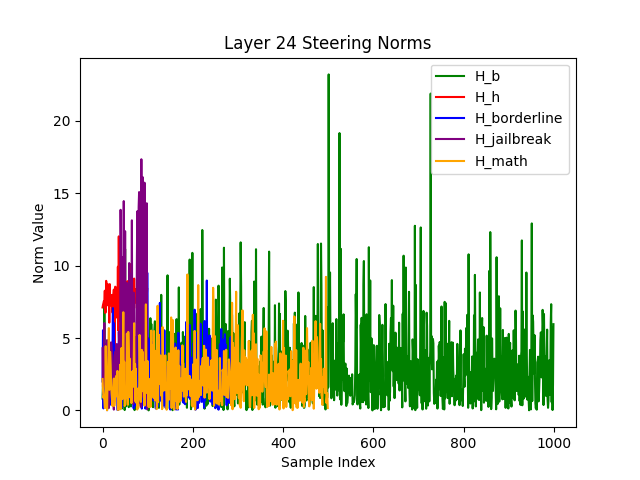 Layer 24 Steering Norms
H_b
H_h
H_borderline
H_jailbreak
H_math
Norm Value
20
15
10
5
0
0
200
400
600
800
1000
Sample Index